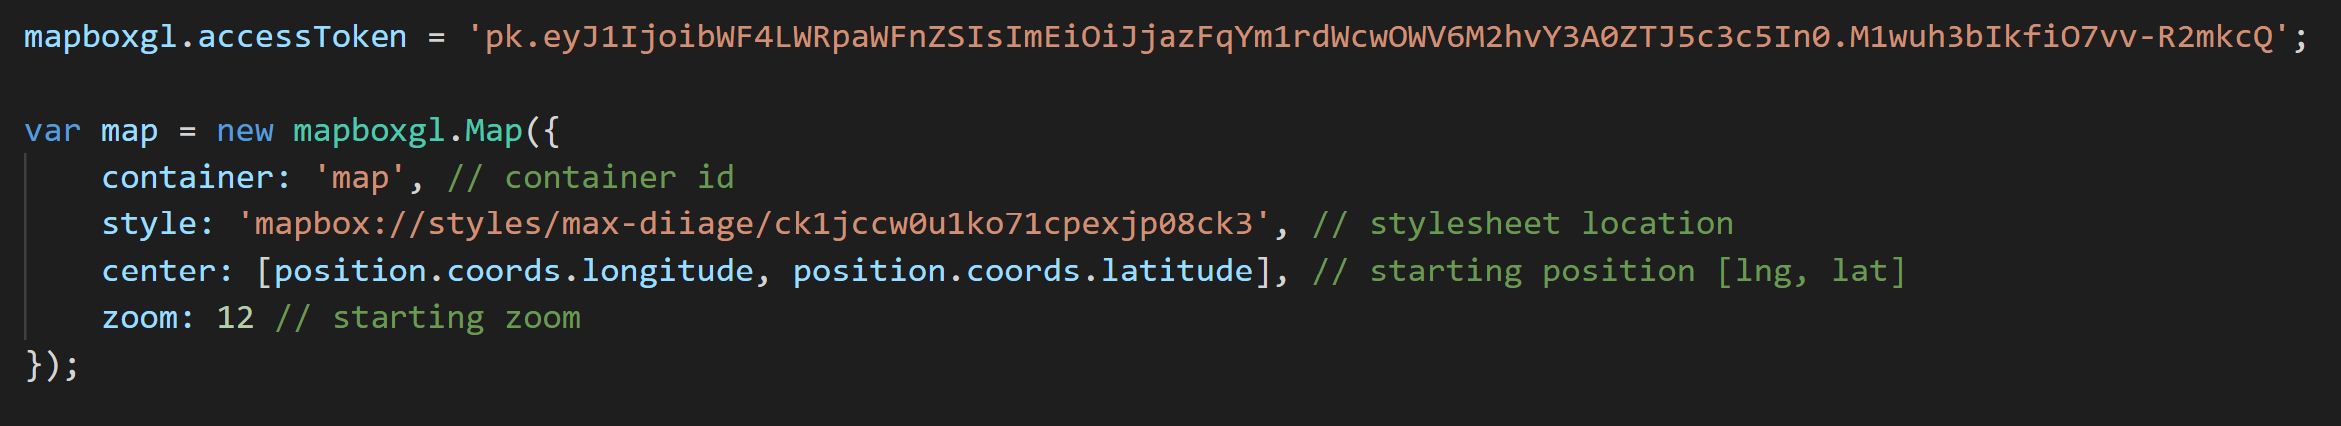 mapboxgl.accessToken = 'pk.eyJ1IjoibWF4LWRpaWFnZSIsImEiOiJjazFqYm1rdWcwOWV6M2hvY3A0ZTJ5c3c5In0.M1wuh3bIkfiO7vv-R2mkcQ';
var map = new mapboxgl.Map({
    container: 'map', // container id
    style: 'mapbox://styles/max-diiage/ck1jccw0u1ko71cpexjp08ck3', // stylesheet location
    center: [position.coords.longitude, position.coords.latitude], // starting position [lng, lat]
    zoom: 12 // starting zoom
});